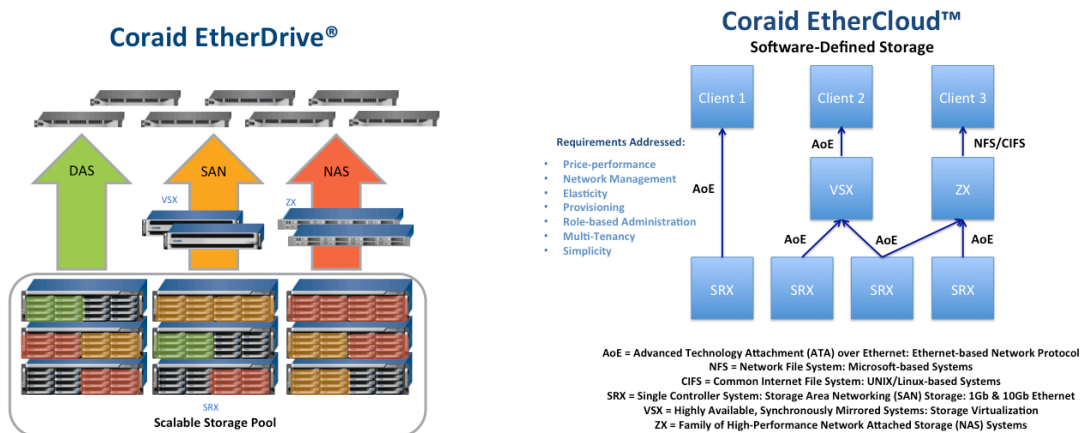 Coraid EtherDrive®
DAS
SAN
NAS
VSX
ZX
SRX
Scalable Storage Pool
Coraid EtherCloud™
Software-Defined Storage
Client 1
Client 2
Client 3
Requirements Addressed:
• Price-performance
• Network Management
• Elasticity
• Provisioning
• Role-based Administration
• Multi-Tenancy
• Simplicity
AoE
AoE
NFS/CIFS
VSX
ZX
AoE
AoE
AoE
SRX
SRX
SRX
SRX
AoE = Advanced Technology Attachment (ATA) over Ethernet: Ethernet-based Network Protocol
NFS = Network File System: Microsoft-based Systems
CIFS = Common Internet File System: UNIX/Linux-based Systems
SRX = Single Controller System: Storage Area Networking (SAN) Storage: 1Gb & 10Gb Ethernet
VSX = Highly Available, Synchronously Mirrored Systems: Storage Virtualization
ZX = Family of High-Performance Network Attached Storage (NAS) Systems